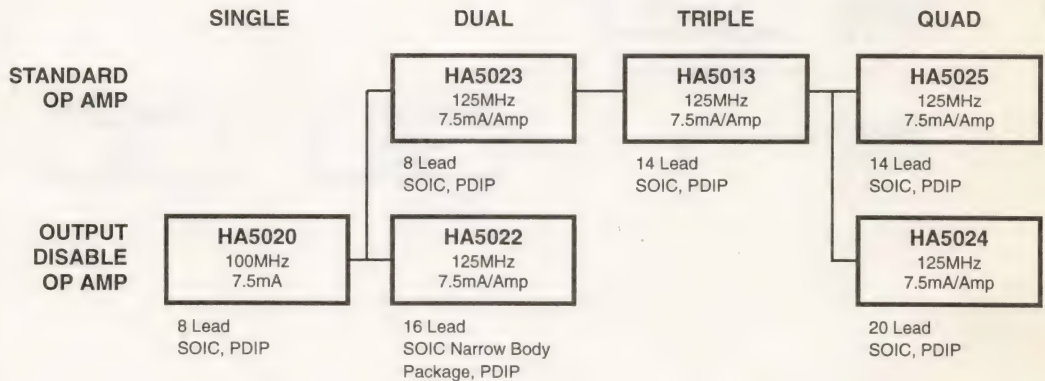 SINGLE DUAL TRIPLE QUAD
STANDARD
OP AMP
HA5023
125MHz
7.5mA/Amp
8 Lead
SOIC, PDIP
HA5013
125MHz
7.5mA/Amp
14 Lead
SOIC, PDIP
HA5025
125MHz
7.5mA/Amp
14 Lead
SOIC, PDIP
OUTPUT
DISABLE
OP AMP
HA5020
100MHz
7.5mA
8 Lead
SOIC, PDIP
HA5022
125MHz
7.5mA/Amp
16 Lead
SOIC Narrow Body
Package, PDIP
HA5024
125MHz
7.5mA/Amp
20 Lead
SOIC, PDIP